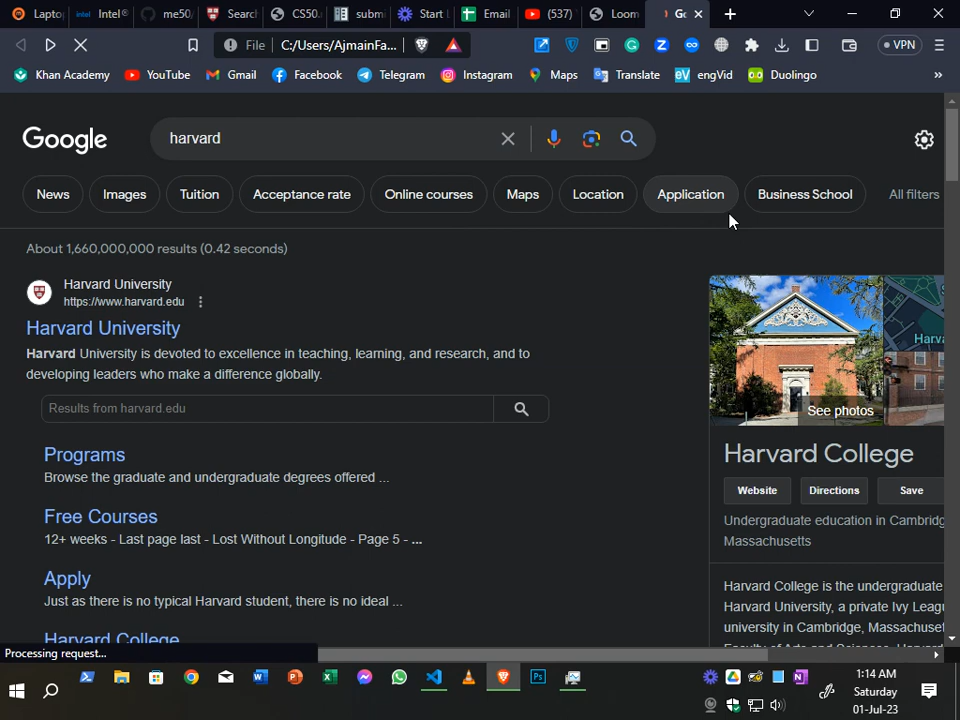 Laptop
Intel®
me50/
Search
CS50.
subm
Start L
Email
(537)
Loom
Go
File
C:/Users/AjmainFa...
VPN
Khan Academy
YouTube
Gmail
Facebook
Telegram
Instagram
Maps
Translate
engVid
Duolingo
»
Google
harvard
News
Images
Tuition
Acceptance rate
Online courses
Maps
Location
Application
Business School
All filters
About 1,660,000,000 results (0.42 seconds)
Harvard University
https://www.harvard.edu
Harvard University
Harvard University is devoted to excellence in teaching, learning, and research, and to
developing leaders who make a difference globally.
Results from harvard.edu
Programs
Browse the graduate and undergraduate degrees offered ...
Free Courses
12+ weeks - Last page last - Lost Without Longitude - Page 5 - ...
Apply
Just as there is no typical Harvard student, there is no ideal ...
Harvard College
Harva
See photos
Harvard College
Website
Directions
Save
Undergraduate education in Cambridg
Massachusetts
Harvard College is the undergraduate
Harvard University, a private Ivy Leagu
university in Cambridge, Massachuset
Processing request...
1:14 AM
Saturday
01-Jul-23